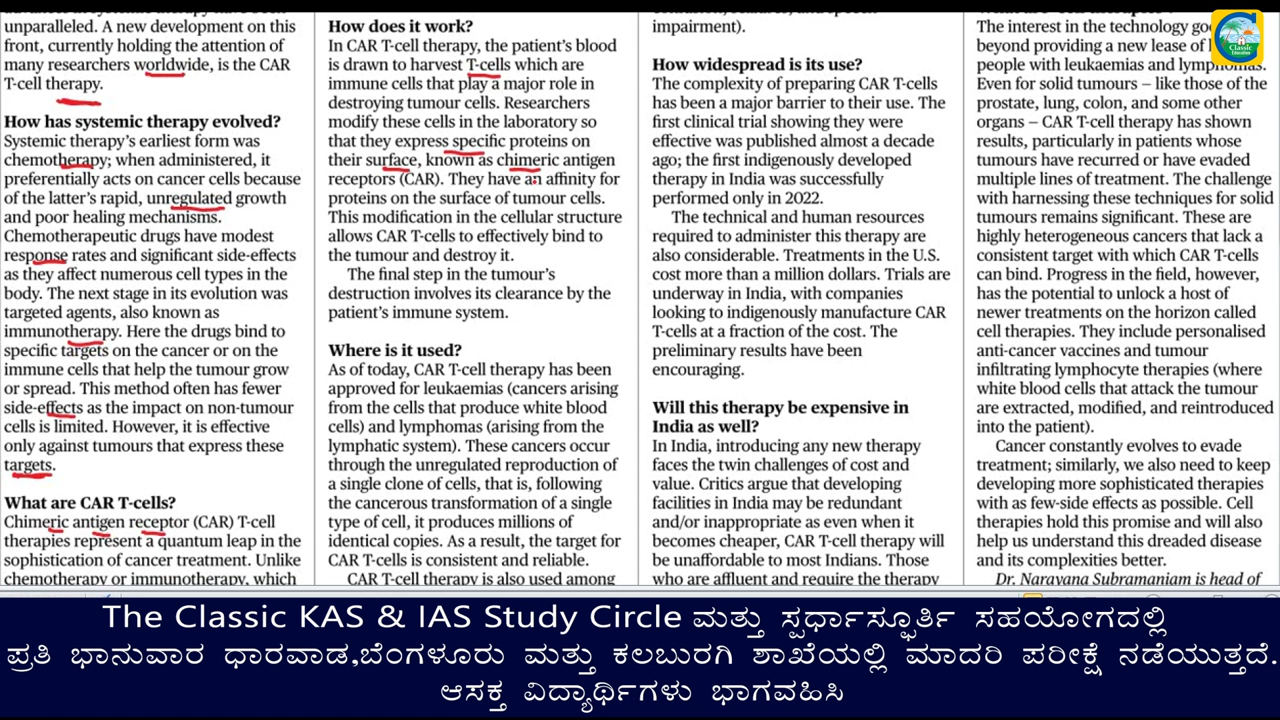 unparalleled. A new development on this
front, currently holding the attention of
many researchers worldwide, is the CAR
T-cell therapy.
How has systemic therapy evolved?
Systemic therapy’s earliest form was
chemotherapy; when administered, it
preferentially acts on cancer cells because
of the latter’s rapid, unregulated growth
and poor healing mechanisms.
Chemotherapeutic drugs have modest
response rates and significant side-effects
as they affect numerous cell types in the
body. The next stage in its evolution was
targeted agents, also known as
immunotherapy. Here the drugs bind to
specific targets on the cancer or on the
immune cells that help the tumour grow
or spread. This method often has fewer
side-effects as the impact on non-tumour
cells is limited. However, it is effective
only against tumours that express these
targets.
What are CAR T-cells?
Chimeric antigen receptor (CAR) T-cell
therapies represent a quantum leap in the
sophistication of cancer treatment. Unlike
chemotherapy or immunotherapy, which
How does it work?
In CAR T-cell therapy, the patient’s blood
is drawn to harvest T-cells which are
immune cells that play a major role in
destroying tumour cells. Researchers
modify these cells in the laboratory so
that they express specific proteins on
their surface, known as chimeric antigen
receptors (CAR). They have an affinity for
proteins on the surface of tumour cells.
This modification in the cellular structure
allows CAR T-cells to effectively bind to
the tumour and destroy it.
The final step in the tumour’s
destruction involves its clearance by the
patient’s immune system.
Where is it used?
As of today, CAR T-cell therapy has been
approved for leukaemias (cancers arising
from the cells that produce white blood
cells) and lymphomas (arising from the
lymphatic system). These cancers occur
through the unregulated reproduction of
a single clone of cells, that is, following
the cancerous transformation of a single
type of cell, it produces millions of
identical copies. As a result, the target for
CAR T-cells is consistent and reliable.
CAR T-cell therapy is also used among
impairment).
How widespread is its use?
The complexity of preparing CAR T-cells
has been a major barrier to their use. The
first clinical trial showing they were
effective was published almost a decade
ago; the first indigenously developed
therapy in India was successfully
performed only in 2022.
The technical and human resources
required to administer this therapy are
also considerable. Treatments in the U.S.
cost more than a million dollars. Trials are
underway in India, with companies
looking to indigenously manufacture CAR
T-cells at a fraction of the cost. The
preliminary results have been
encouraging.
Will this therapy be expensive in
India as well?
In India, introducing any new therapy
faces the twin challenges of cost and
value. Critics argue that developing
facilities in India may be redundant
and/or inappropriate as even when it
becomes cheaper, CAR T-cell therapy will
be unaffordable to most Indians. Those
who are affluent and require the therapy
The interest in the technology
beyond providing a new lease of
people with leukaemias and
Even for solid tumours – like those of the
prostate, lung, colon, and some other
organs – CAR T-cell therapy has shown
results, particularly in patients whose
tumours have recurred or have evaded
multiple lines of treatment. The challenge
with harnessing these techniques for solid
tumours remains significant. These are
highly heterogeneous cancers that lack a
consistent target with which CAR T-cells
can bind. Progress in the field, however,
has the potential to unlock a host of
newer treatments on the horizon called
cell therapies. They include personalised
anti-cancer vaccines and tumour
infiltrating lymphocyte therapies (where
white blood cells that attack the tumour
are extracted, modified, and reintroduced
into the patient).
Cancer constantly evolves to evade
treatment; similarly, we also need to keep
developing more sophisticated therapies
with as few-side effects as possible. Cell
therapies hold this promise and will also
help us understand this dreaded disease
and its complexities better.
Dr. Narayana Subramaniam is head of
Classic
Education
The Classic KAS & IAS Study Circle ಮತ್ತು ಸ್ಪರ್ಧಾಸ್ಫೂರ್ತಿ ಸಹಯೋಗದಲ್ಲಿ
ಪ್ರತಿ ಭಾನುವಾರ ಧಾರವಾಡ,ಬೆಂಗಳೂರು ಮತ್ತು ಕಲಬುರಗಿ ಶಾಖೆಯಲ್ಲಿ ಮಾದರಿ ಪರೀಕ್ಷೆ ನಡೆಯುತ್ತದೆ.
ಆಸಕ್ತ ವಿದ್ಯಾರ್ಥಿಗಳು ಭಾಗವಹಿಸಿ